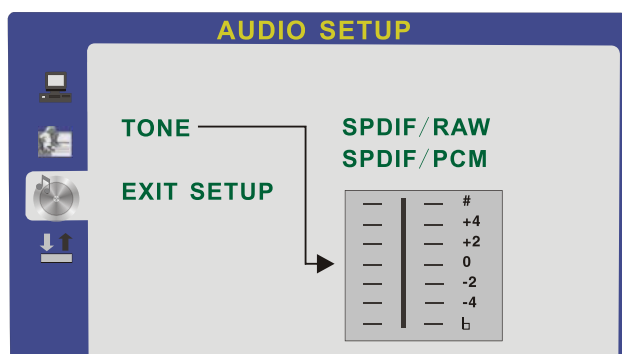 AUDIO SETUP
TONE
SPDIF/RAW
SPDIF/PCM
EXIT SETUP
#
+4
+2
0
-2
-4
♭